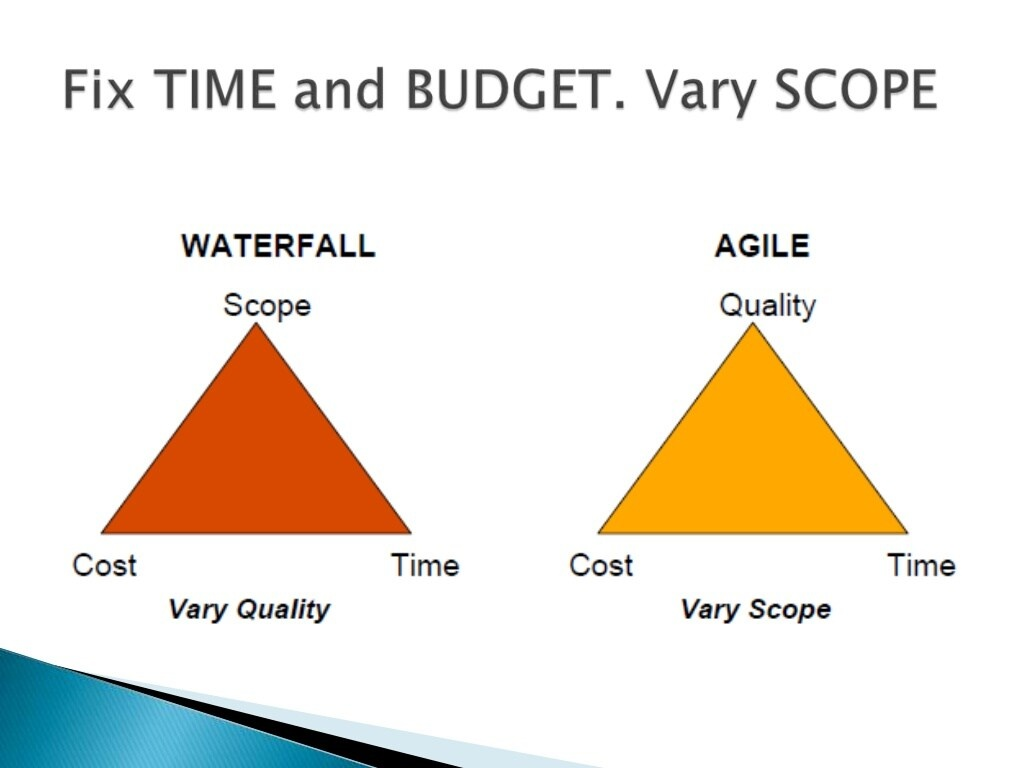 Fix TIME and BUDGET. Vary SCOPE
WATERFALL
Scope
Cost
Time
Vary Quality
AGILE
Quality
Cost
Time
Vary Scope